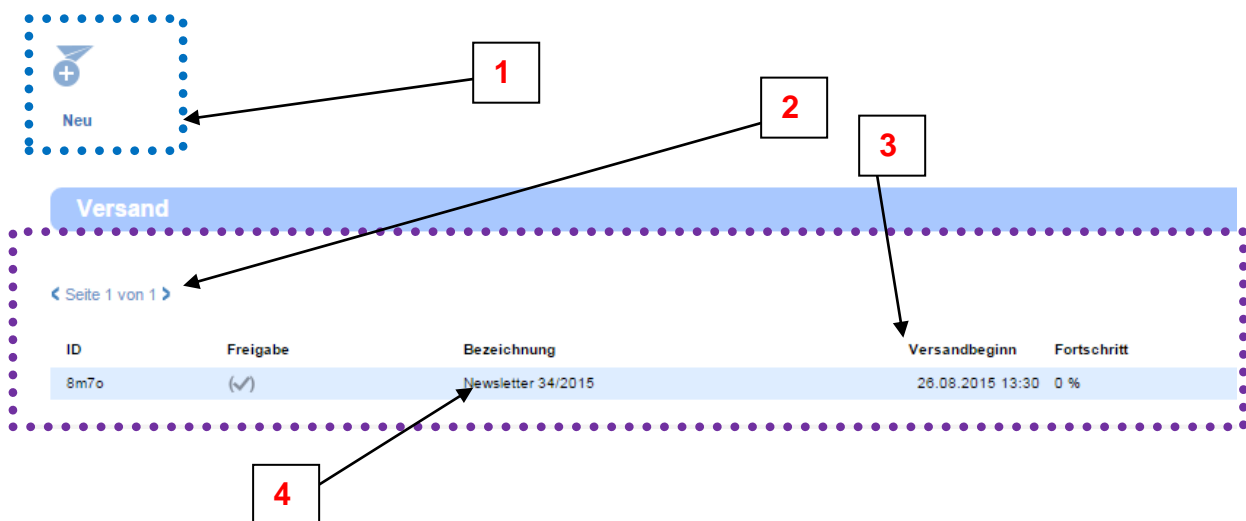 1
2
3
Neu
Versand
< Seite 1 von 1 >
ID Freigabe Bezeichnung Versandbeginn Fortschritt
8m7o (✓) Newsletter 34/2015 26.08.2015 13:30 0 %
4